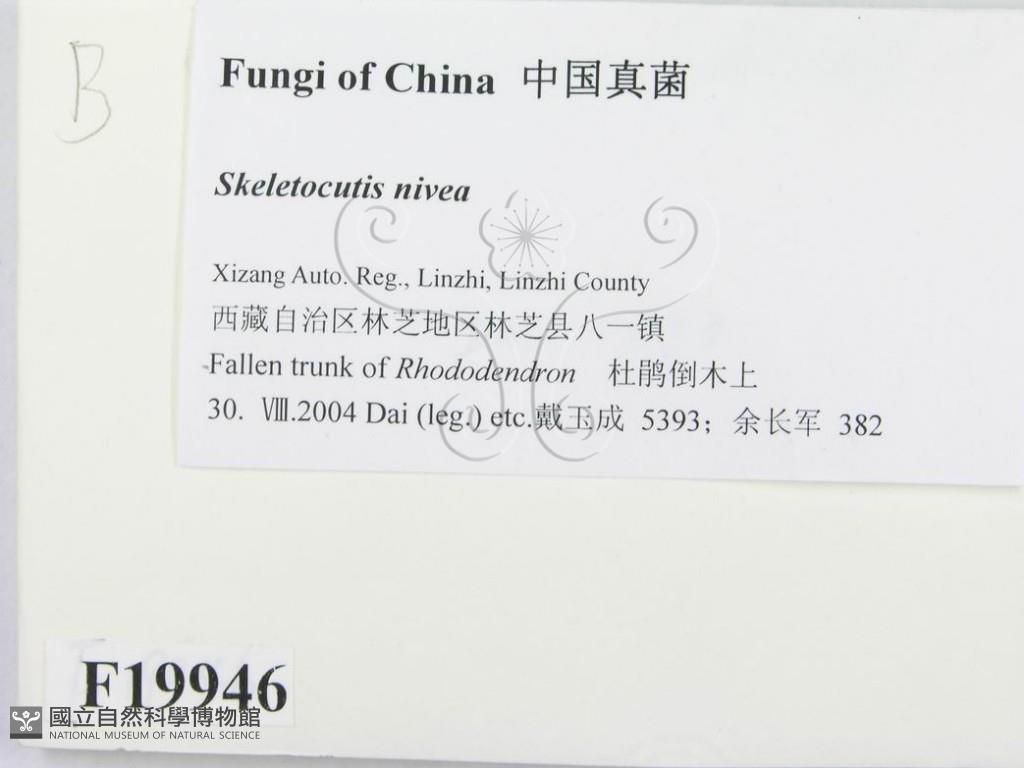 B
Fungi of China 中国真菌
Skeletocutis nivea
Xizang Auto. Reg., Linzhi, Linzhi County
西藏自治区林芝地区林芝县八一镇
Fallen trunk of Rhododendron 杜鹃倒木上
30. Ⅷ.2004 Dai (leg.) etc.戴玉成 5393; 余长军 382
F19946
國立自然科學博物館
NATIONAL MUSEUM OF NATURAL SCIENCE